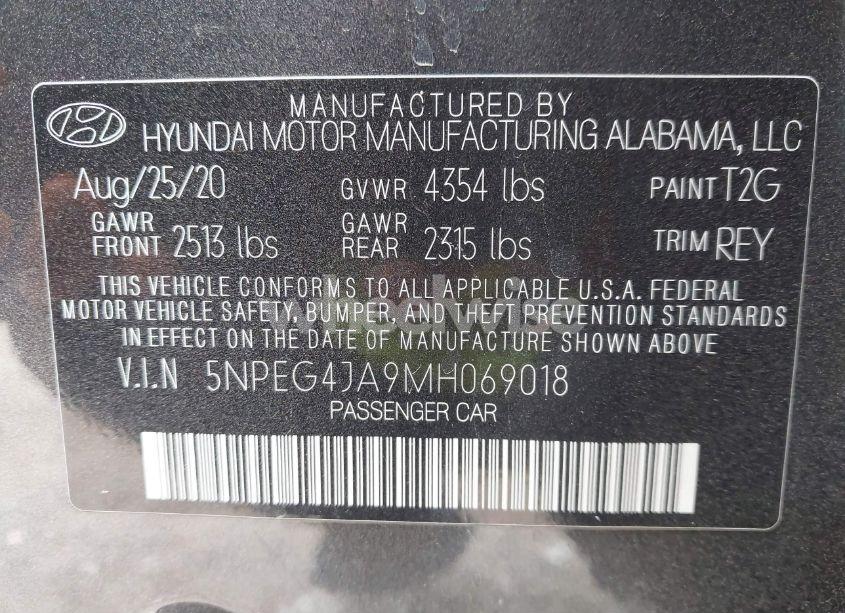 MANUFACTURED BY
HYUNDAI MOTOR MANUFACTURING ALABAMA, LLC
Aug/25/20 GVWR 4354 lbs PAINT T2G
GAWR FRONT 2513 lbs GAWR REAR 2315 lbs TRIM REY
THIS VEHICLE CONFORMS TO ALL APPLICABLE U.S.A. FEDERAL
MOTOR VEHICLE SAFETY, BUMPER, AND THEFT PREVENTION STANDARDS
IN EFFECT ON THE DATE OF MANUFACTURE SHOWN ABOVE
V.I.N 5NPEG4JA9MH069018
PASSENGER CAR
wheelwise